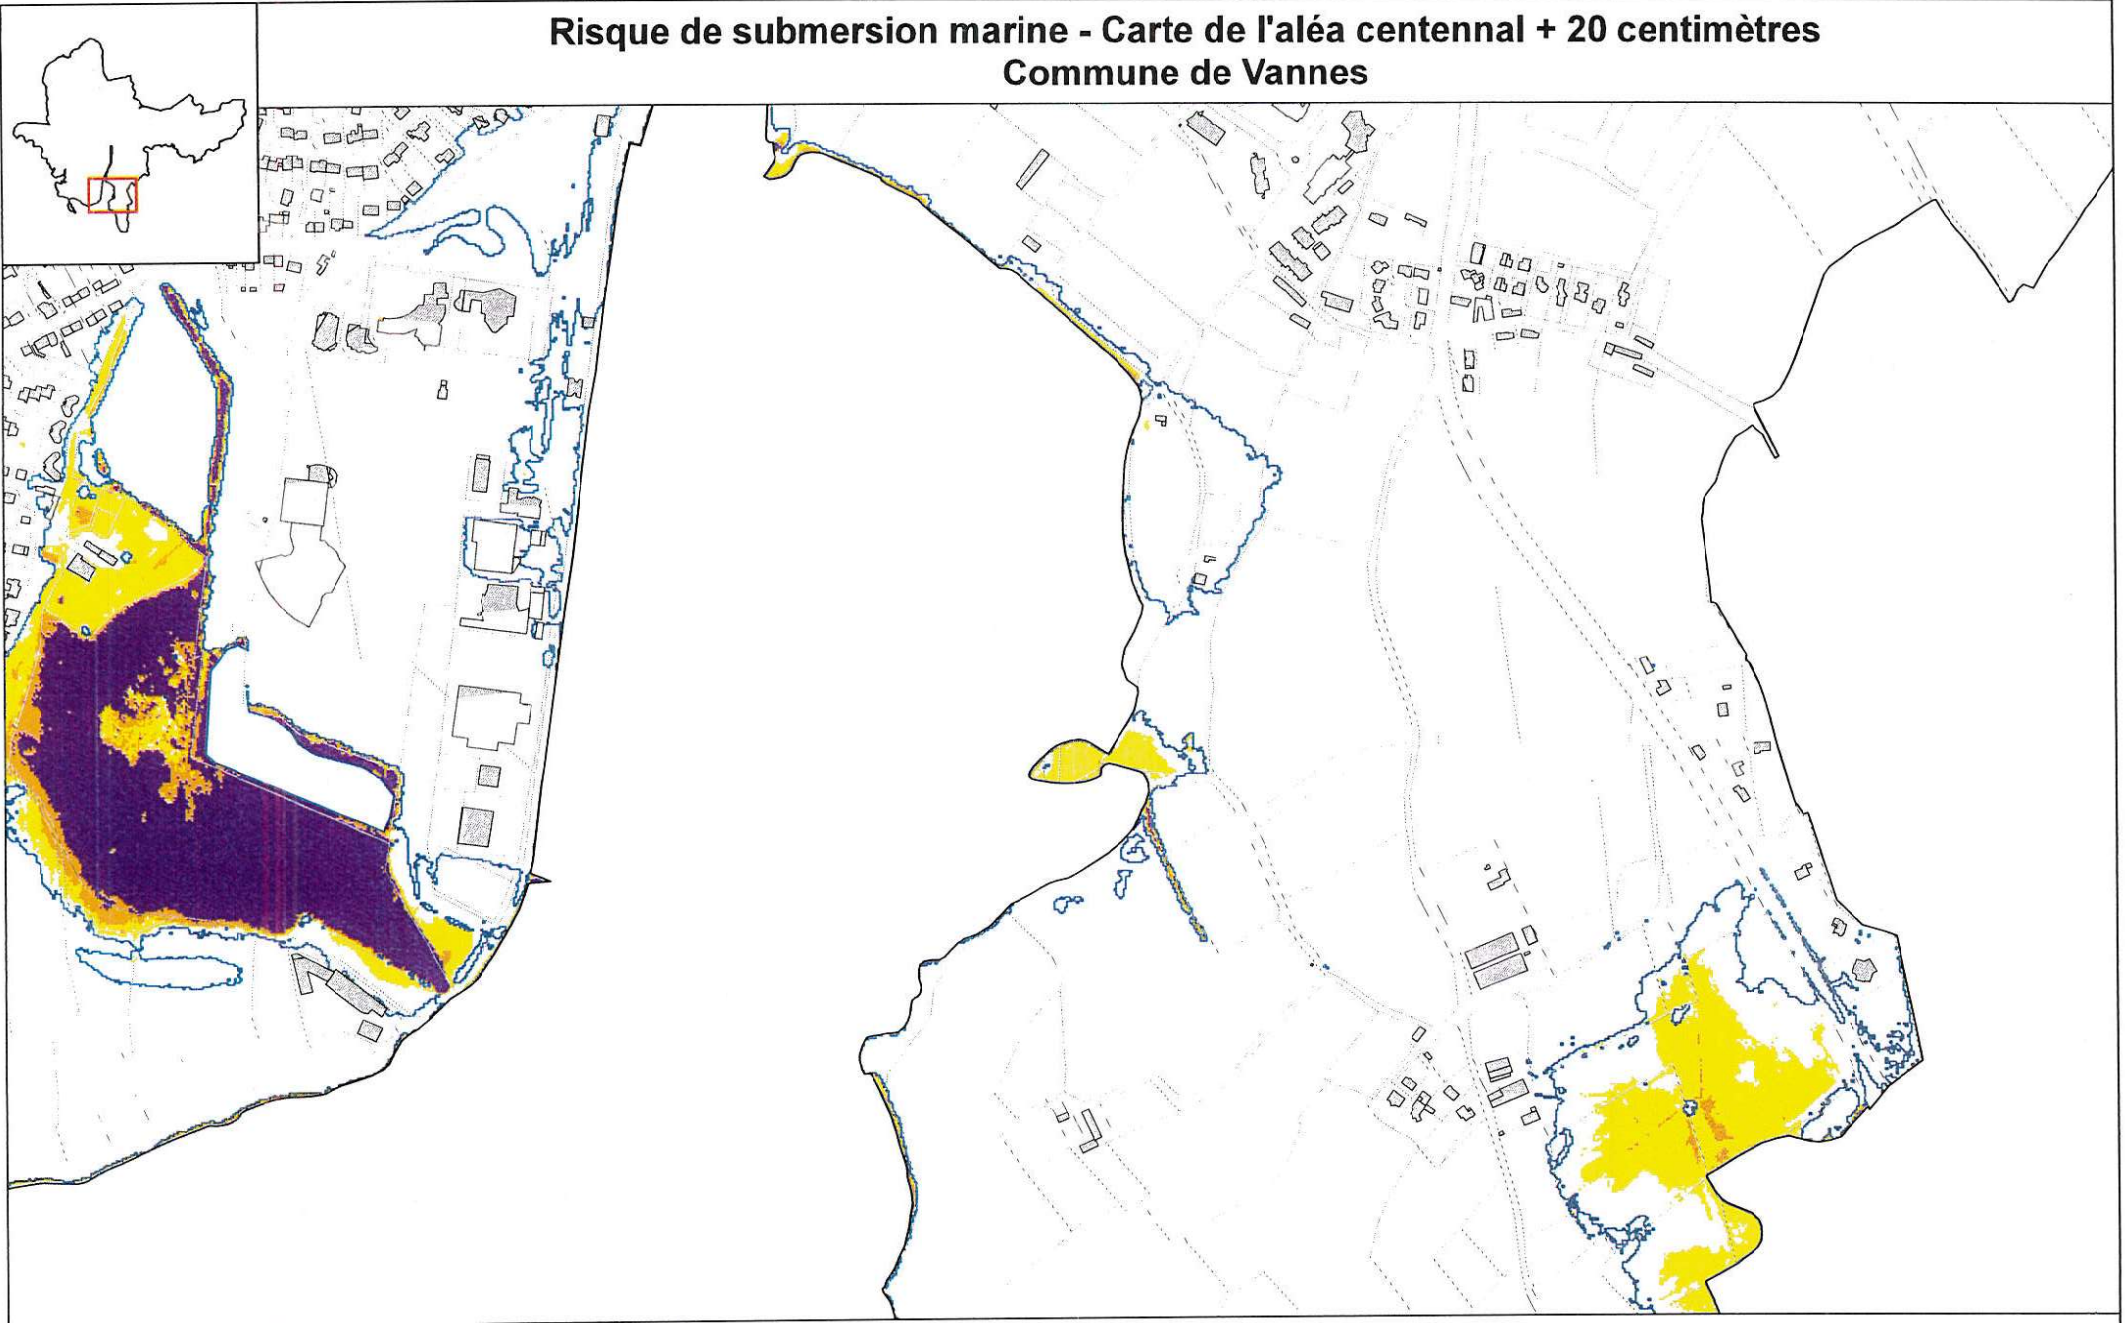 Risque de submersion marine - Carte de l'aléa centennal + 20 centimètres
Commune de Vannes